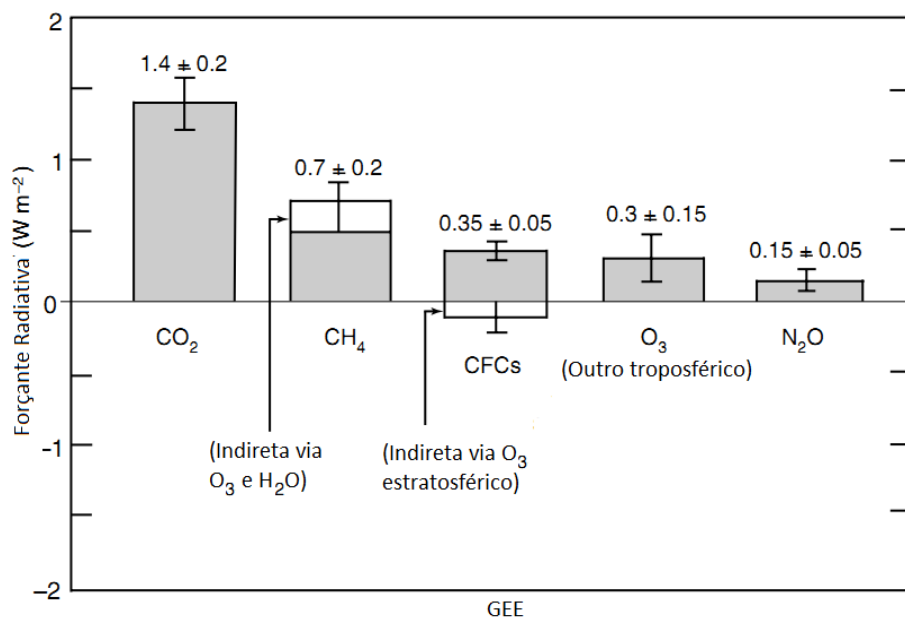 Forçante Radiativa (W m⁻²)
2
1
0
-1
–2
1.4 ± 0.2
0.7 ± 0.2
0.35 ± 0.05
0.3 ± 0.15
0.15 ± 0.05
CO₂
CH₄
CFCs
O₃
(Outro troposférico)
N₂O
(Indireta via
O₃ e H₂O)
(Indireta via O₃
estratosférico)
GEE